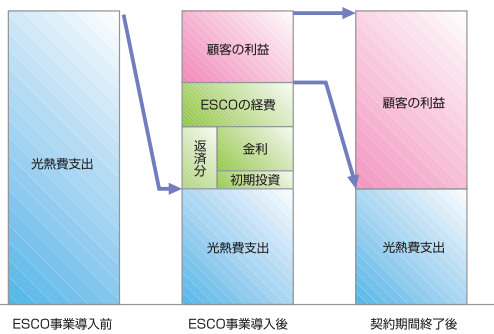 光熱費支出
ESCO事業導入前
顧客の利益
ESCOの経費
返済分
金利
初期投資
光熱費支出
ESCO事業導入後
顧客の利益
光熱費支出
契約期間終了後